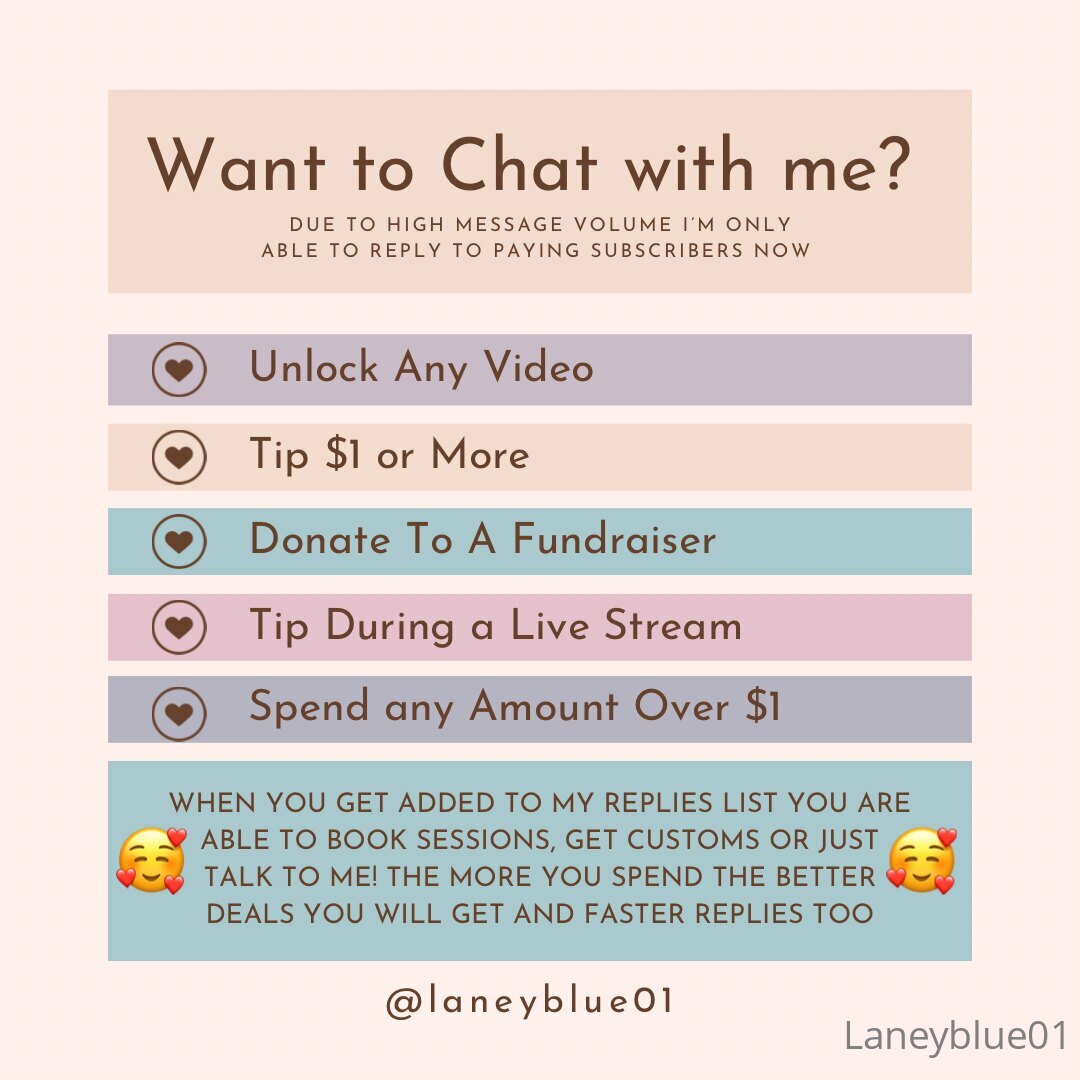 Want to Chat with me?
DUE TO HIGH MESSAGE VOLUME I'M ONLY
ABLE TO REPLY TO PAYING SUBSCRIBERS NOW
Unlock Any Video
Tip $1 or More
Donate To A Fundraiser
Tip During a Live Stream
Spend any Amount Over $1
WHEN YOU GET ADDED TO MY REPLIES LIST YOU ARE
ABLE TO BOOK SESSIONS, GET CUSTOMS OR JUST
TALK TO ME! THE MORE YOU SPEND THE BETTER
DEALS YOU WILL GET AND FASTER REPLIES TOO
@laneyblue01
Laneyblue01